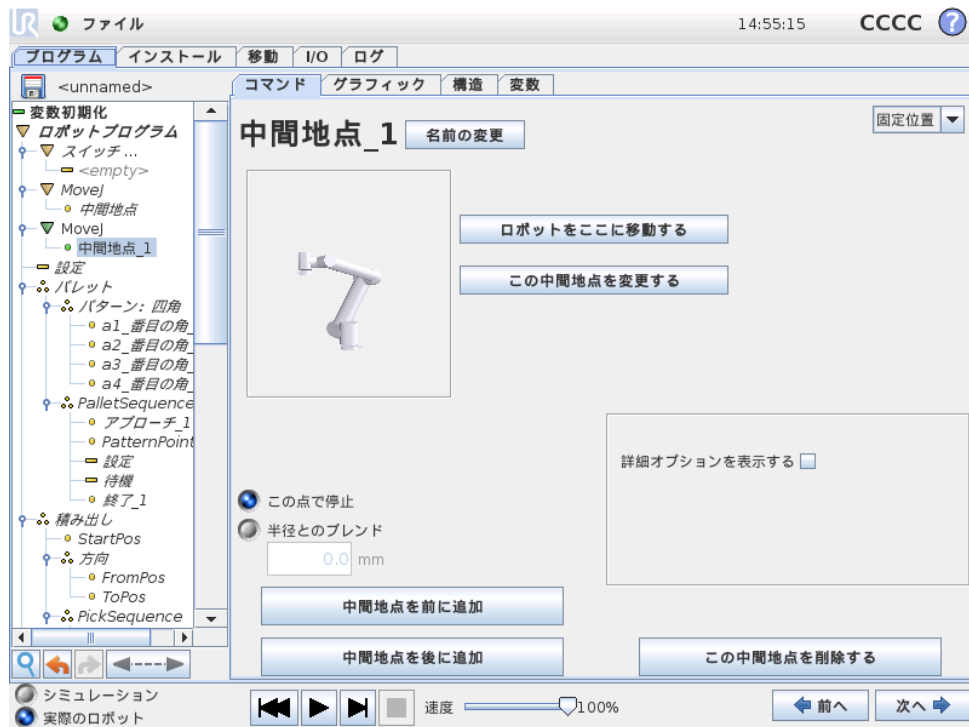 UR ファイル 14:55:15 CCCC ?
プログラム インストール 移動 I/O ログ
<unnamed>
コマンド グラフィック 構造 変数
変数初期化
ロボットプログラム
スイッチ ...
<empty>
MoveJ
中間地点
MoveJ
中間地点_1
設定
パレット
パターン: 四角
a1_番目の角_
a2_番目の角_
a3_番目の角_
a4_番目の角_
PalletSequence
アプローチ_1
PatternPoint
設定
待機
終了_1
積み出し
StartPos
方向
FromPos
ToPos
PickSequence
中間地点_1 名前の変更
固定位置
ロボットをここに移動する
この中間地点を変更する
詳細オプションを表示する
この点で停止
半径とのブレンド
0.0 mm
中間地点を前に追加
中間地点を後に追加
この中間地点を削除する
シミュレーション
実際のロボット
速度 100%
前へ 次へ